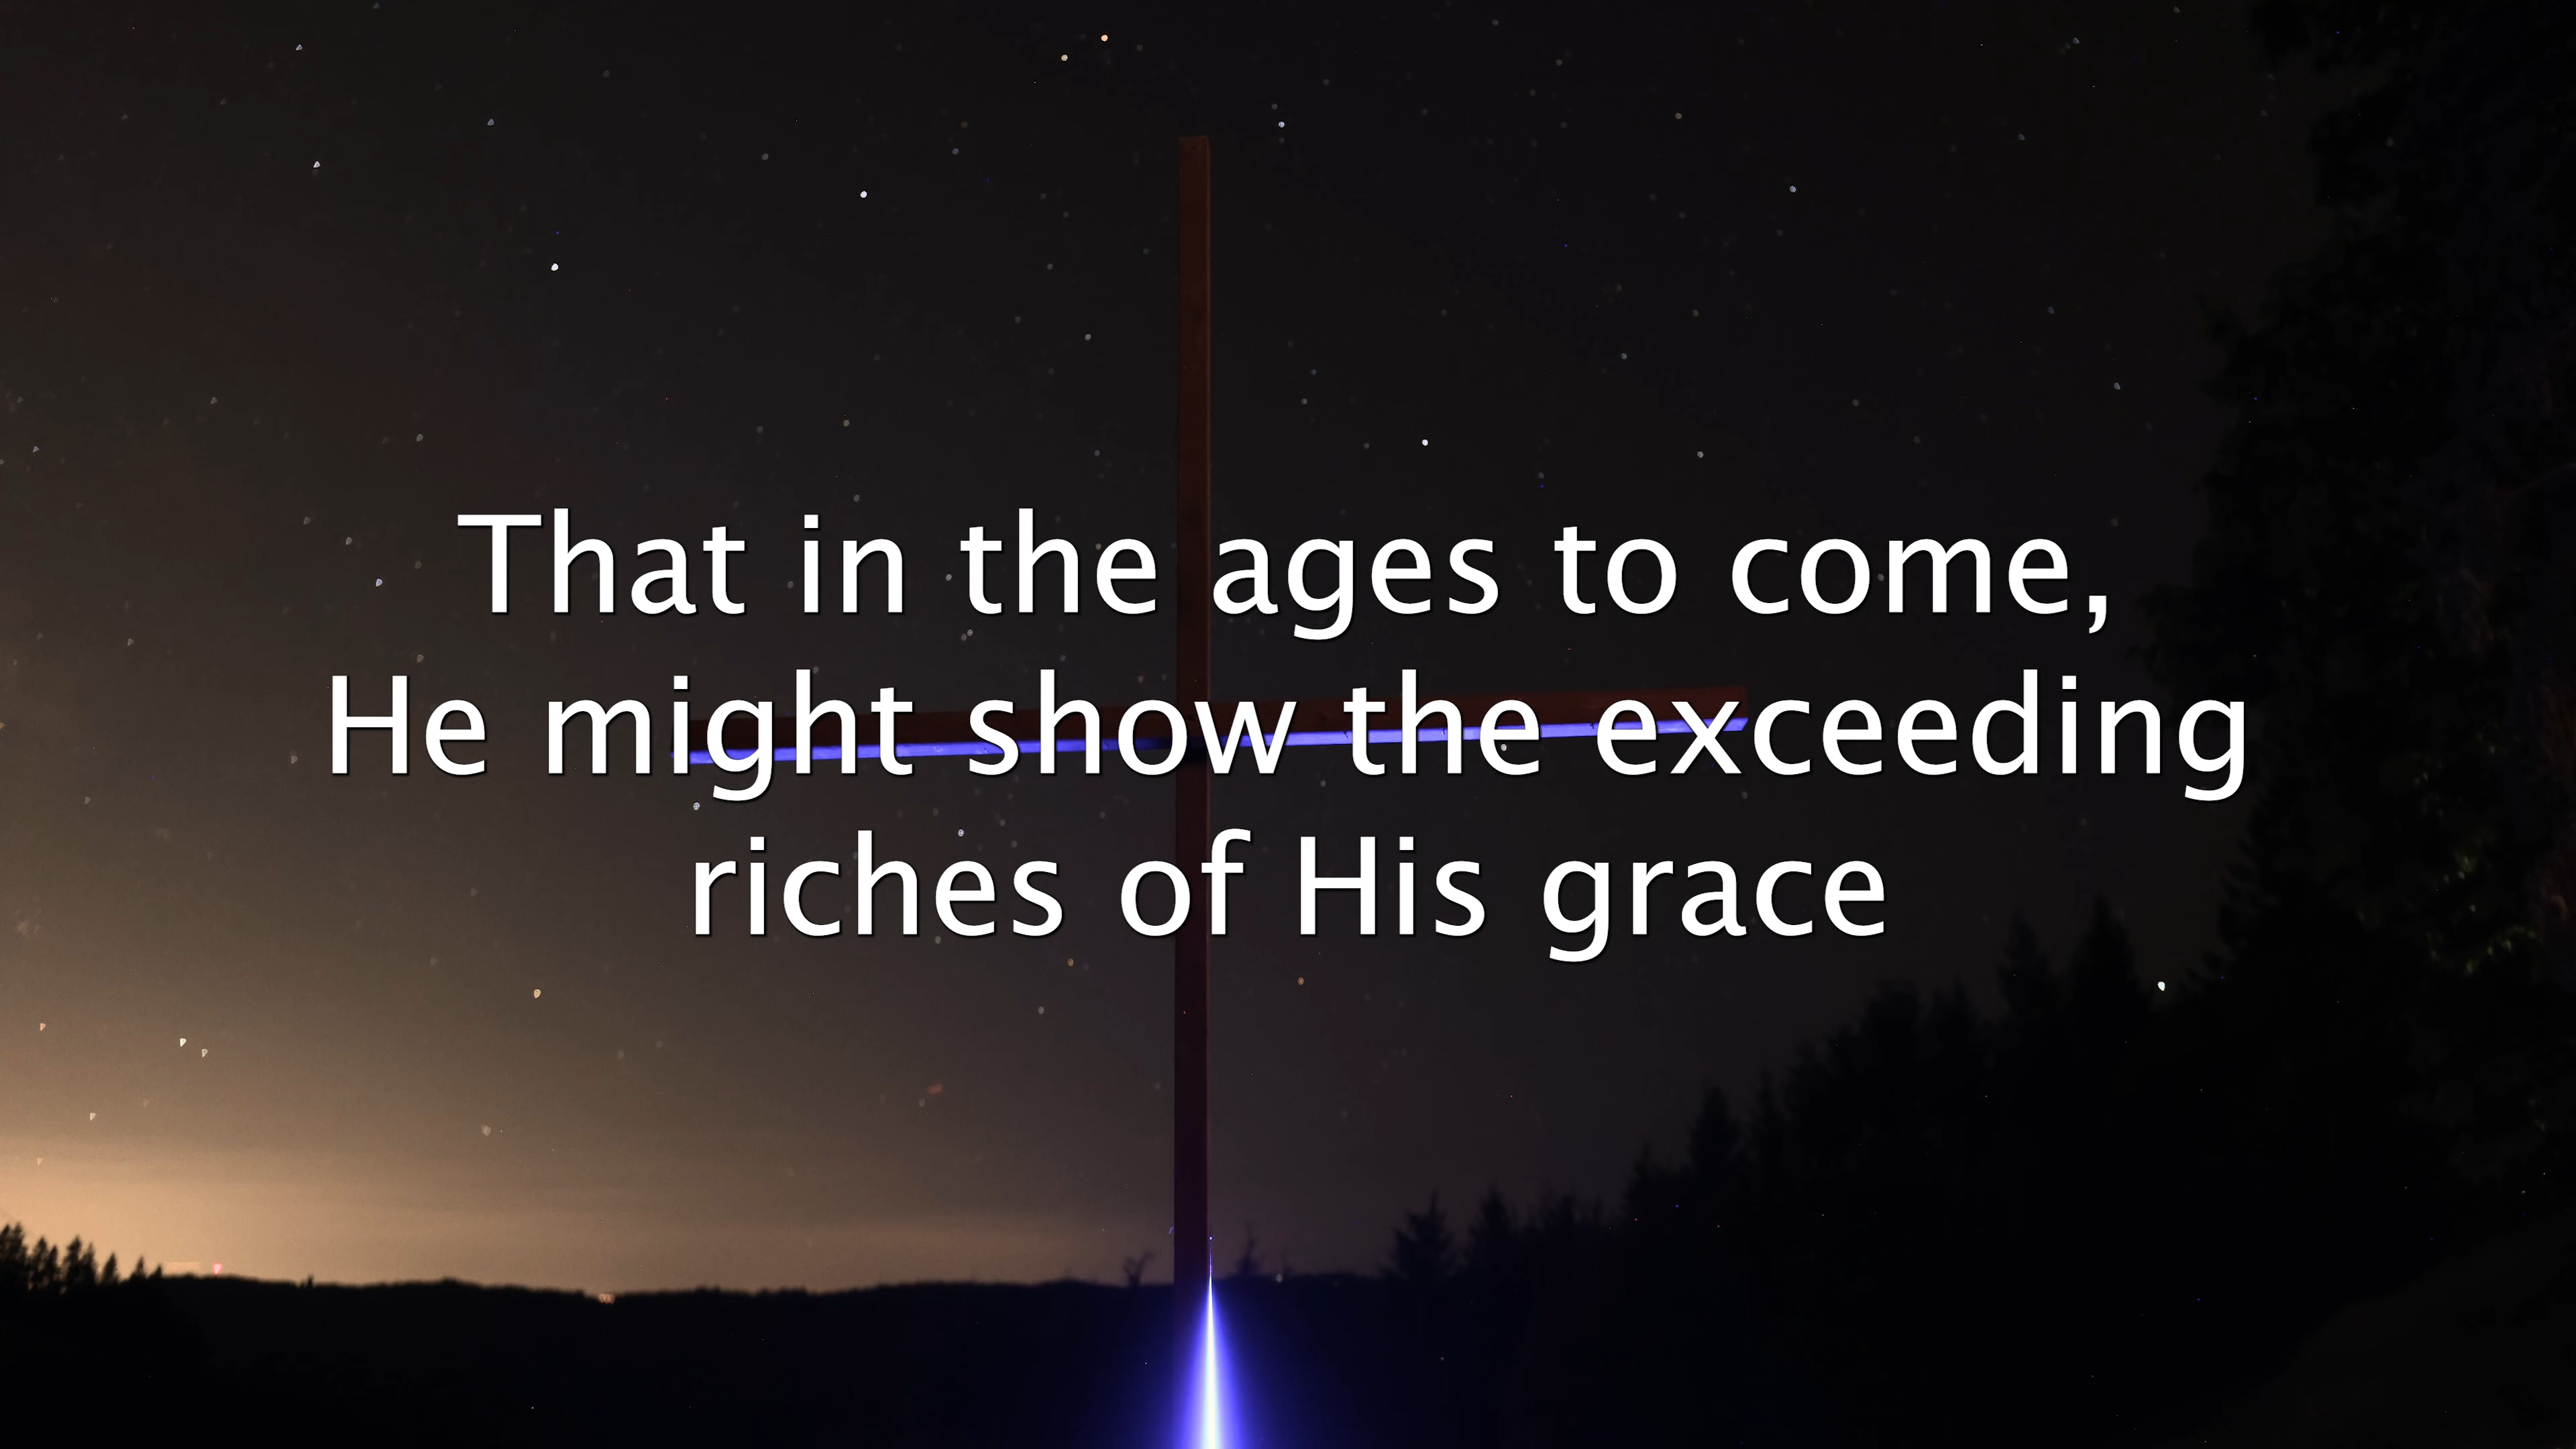 That in the ages to come,
He might show the exceeding
riches of His grace